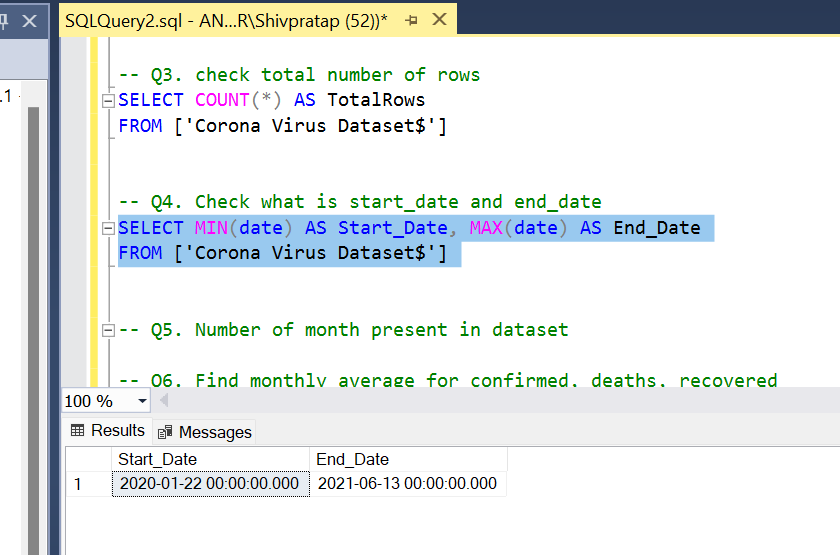 SQLQuery2.sql - AN...R\Shivpratap (52))*
.1
-- Q3. check total number of rows
SELECT COUNT(*) AS TotalRows
FROM ['Corona Virus Dataset$']
-- Q4. Check what is start_date and end_date
SELECT MIN(date) AS Start_Date, MAX(date) AS End_Date
FROM ['Corona Virus Dataset$']
-- Q5. Number of month present in dataset
-- Q6. Find monthly average for confirmed, deaths, recovered
100 %
Results Messages
Start_Date End_Date
1 2020-01-22 00:00:00.000 2021-06-13 00:00:00.000